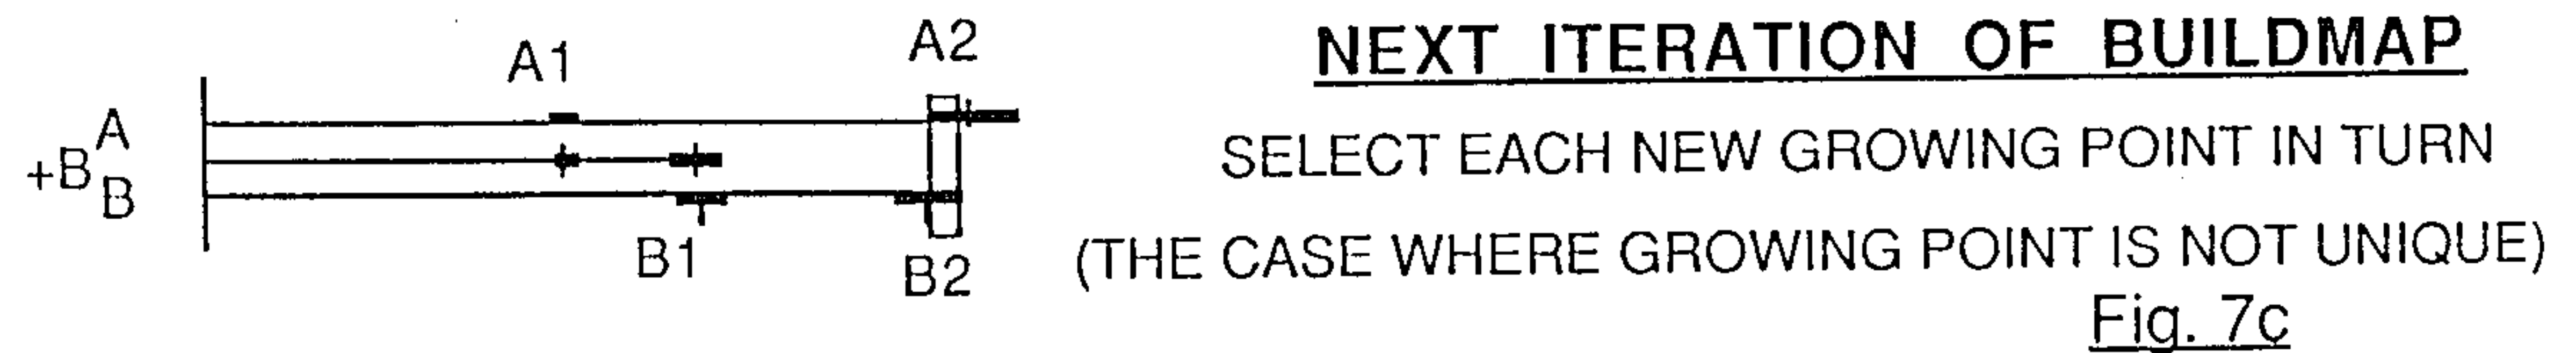 A1
A2
A
+B
B
B1
B2
NEXT ITERATION OF BUILDMAP
SELECT EACH NEW GROWING POINT IN TURN
(THE CASE WHERE GROWING POINT IS NOT UNIQUE)
Fig. 7c